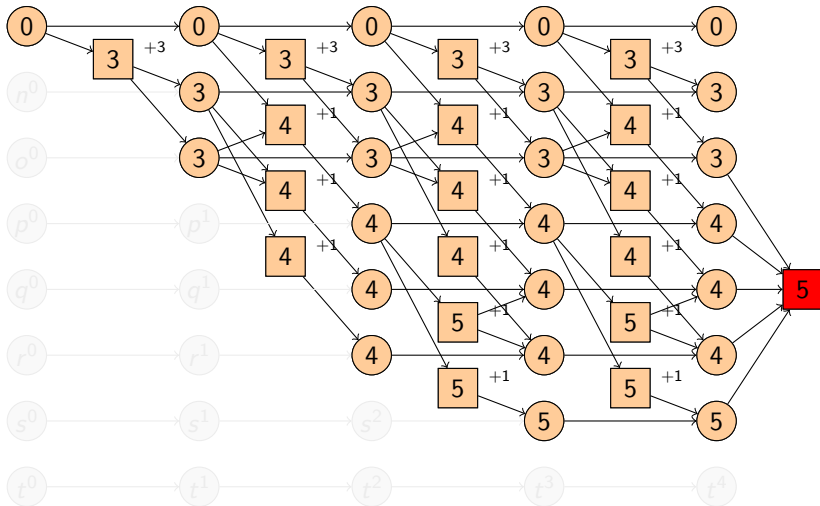 0 0 0 0 0
3 +3 3 +3 3 +3 3 +3
n⁰ 3 3 3 3
4 +1 4 +1 4 +1
o⁰ 3 3 3 3
4 +1 4 +1 4 +1
p⁰ p¹ 4 4 4
4 +1 4 +1 4 +1
q⁰ q¹ 4 4 4 5
5 +1 5 +1
r⁰ r¹ 4 4 4
5 +1 5 +1
s⁰ s¹ s² 5 5
t⁰ t¹ t² t³ t⁴